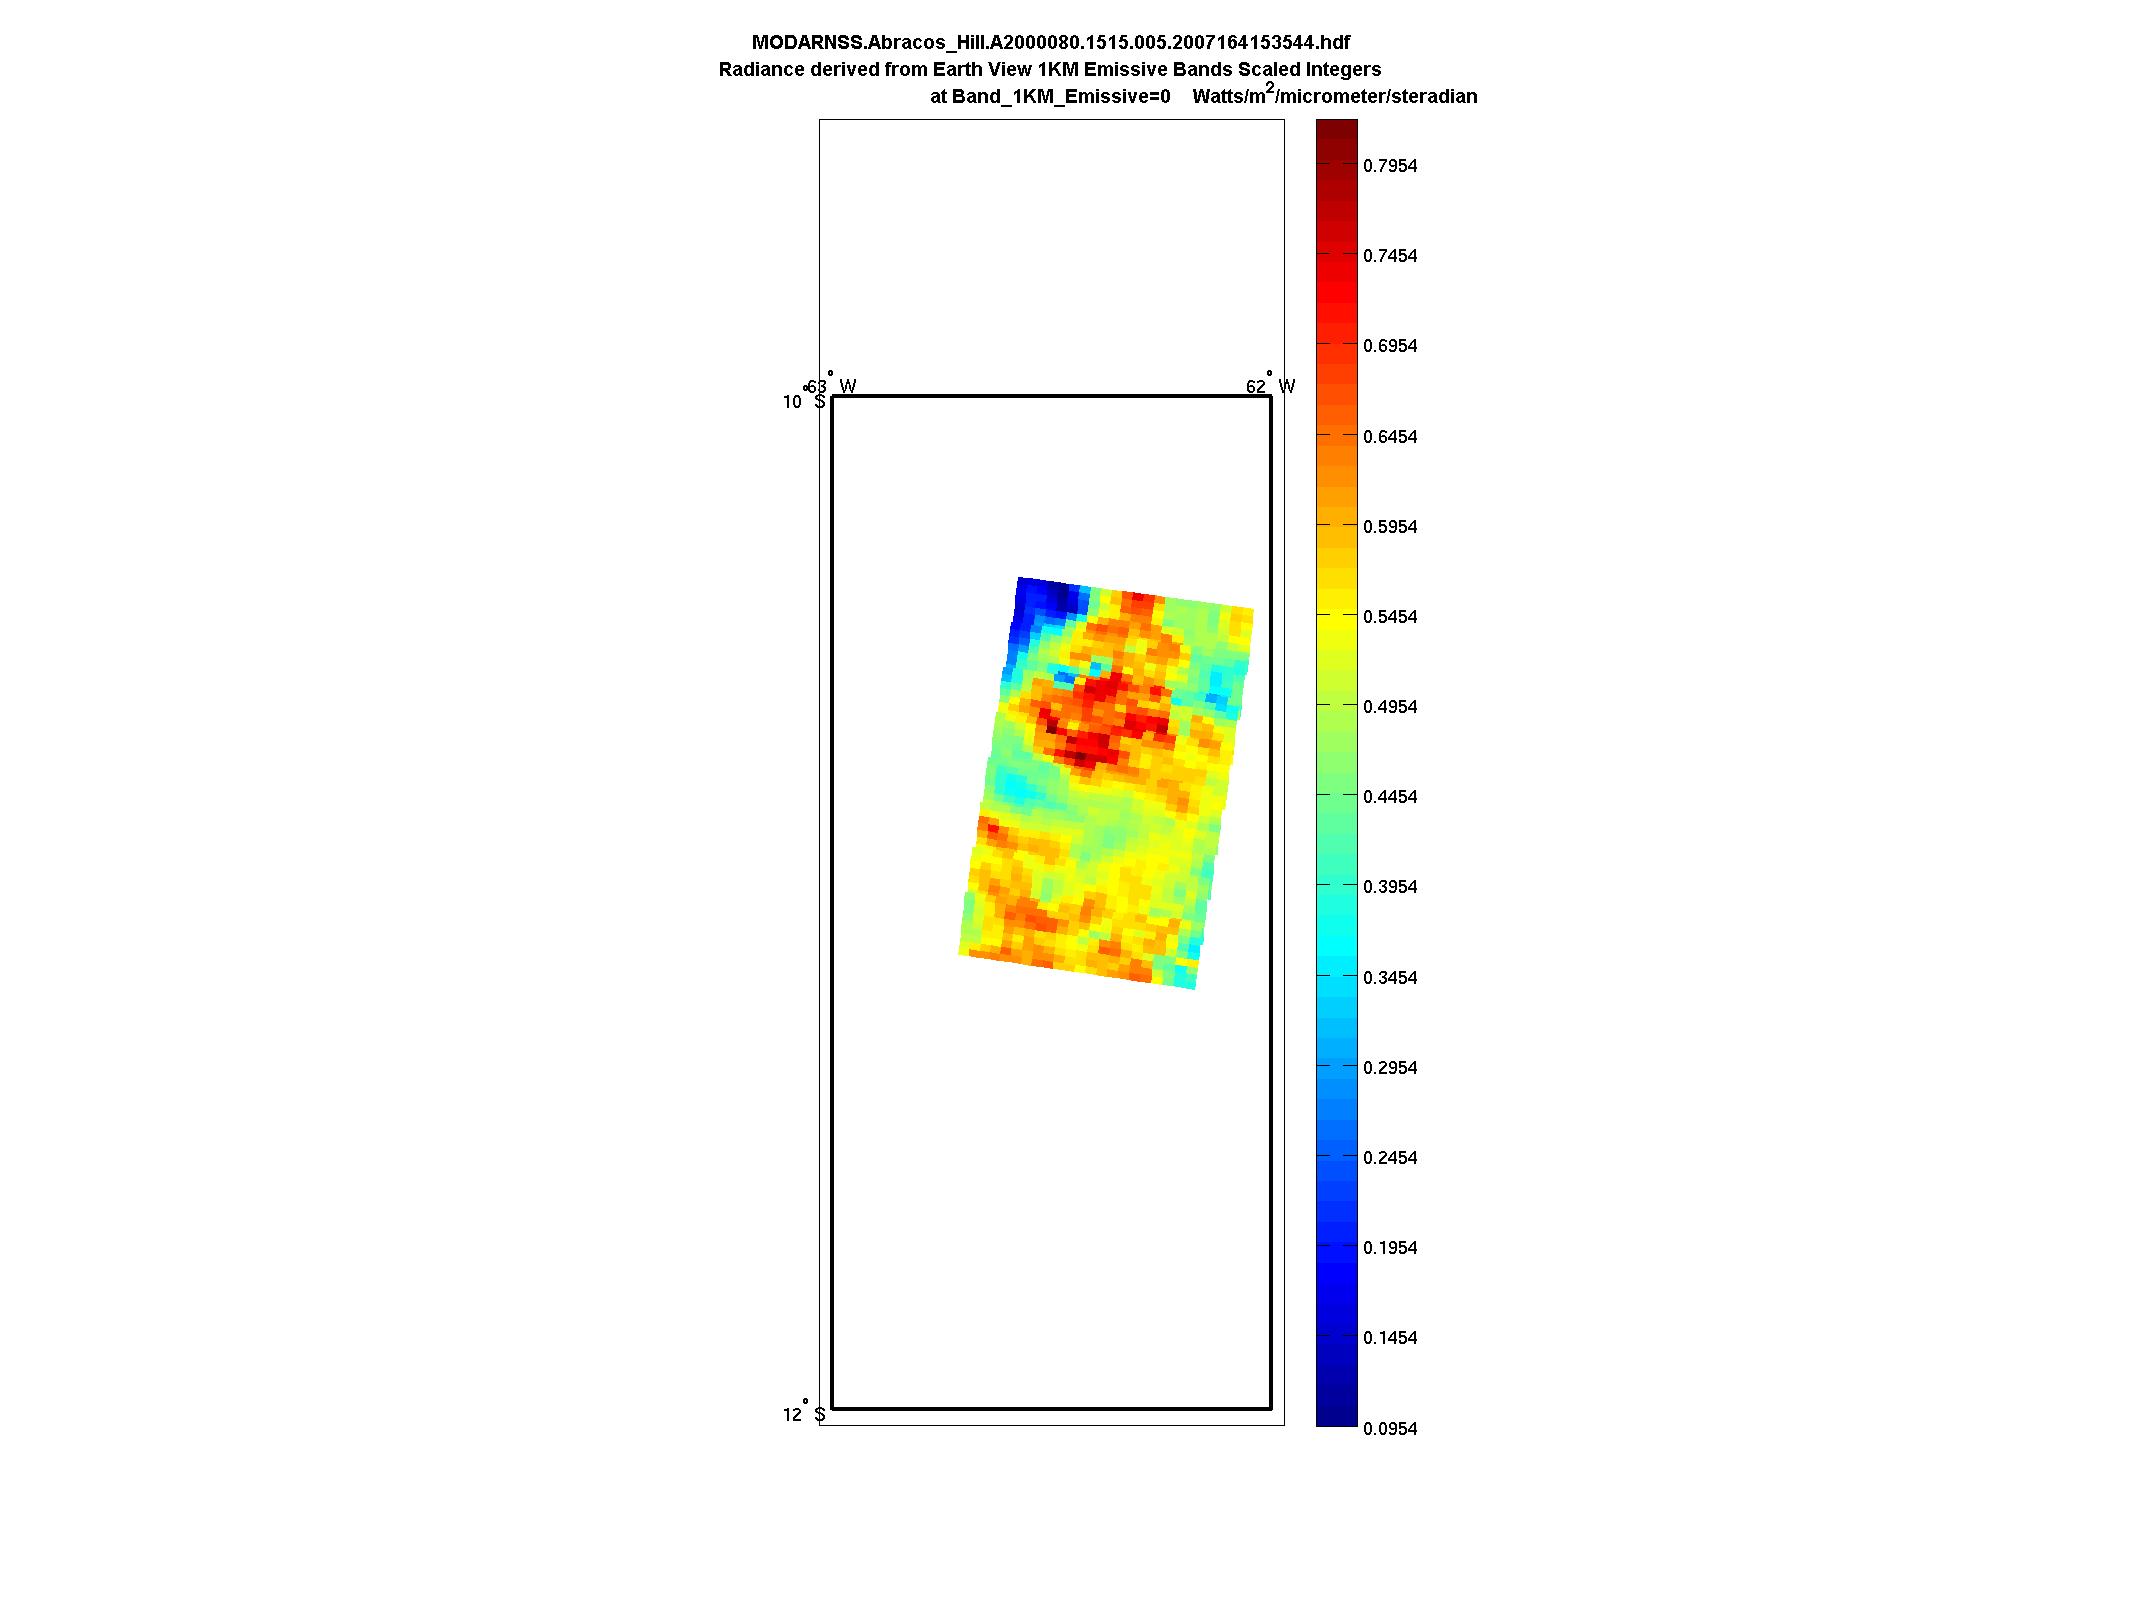 MODARNSS.Abracos_Hill.A2000080.1515.005.2007164153544.hdf
Radiance derived from Earth View 1KM Emissive Bands Scaled Integers
at Band_1KM_Emissive=0 Watts/m²/micrometer/steradian
0.7954
0.7454
0.6954
63° W
62° W
10° S
0.6454
0.5954
0.5454
0.4954
0.4454
0.3954
0.3454
0.2954
0.2454
0.1954
0.1454
12° S
0.0954